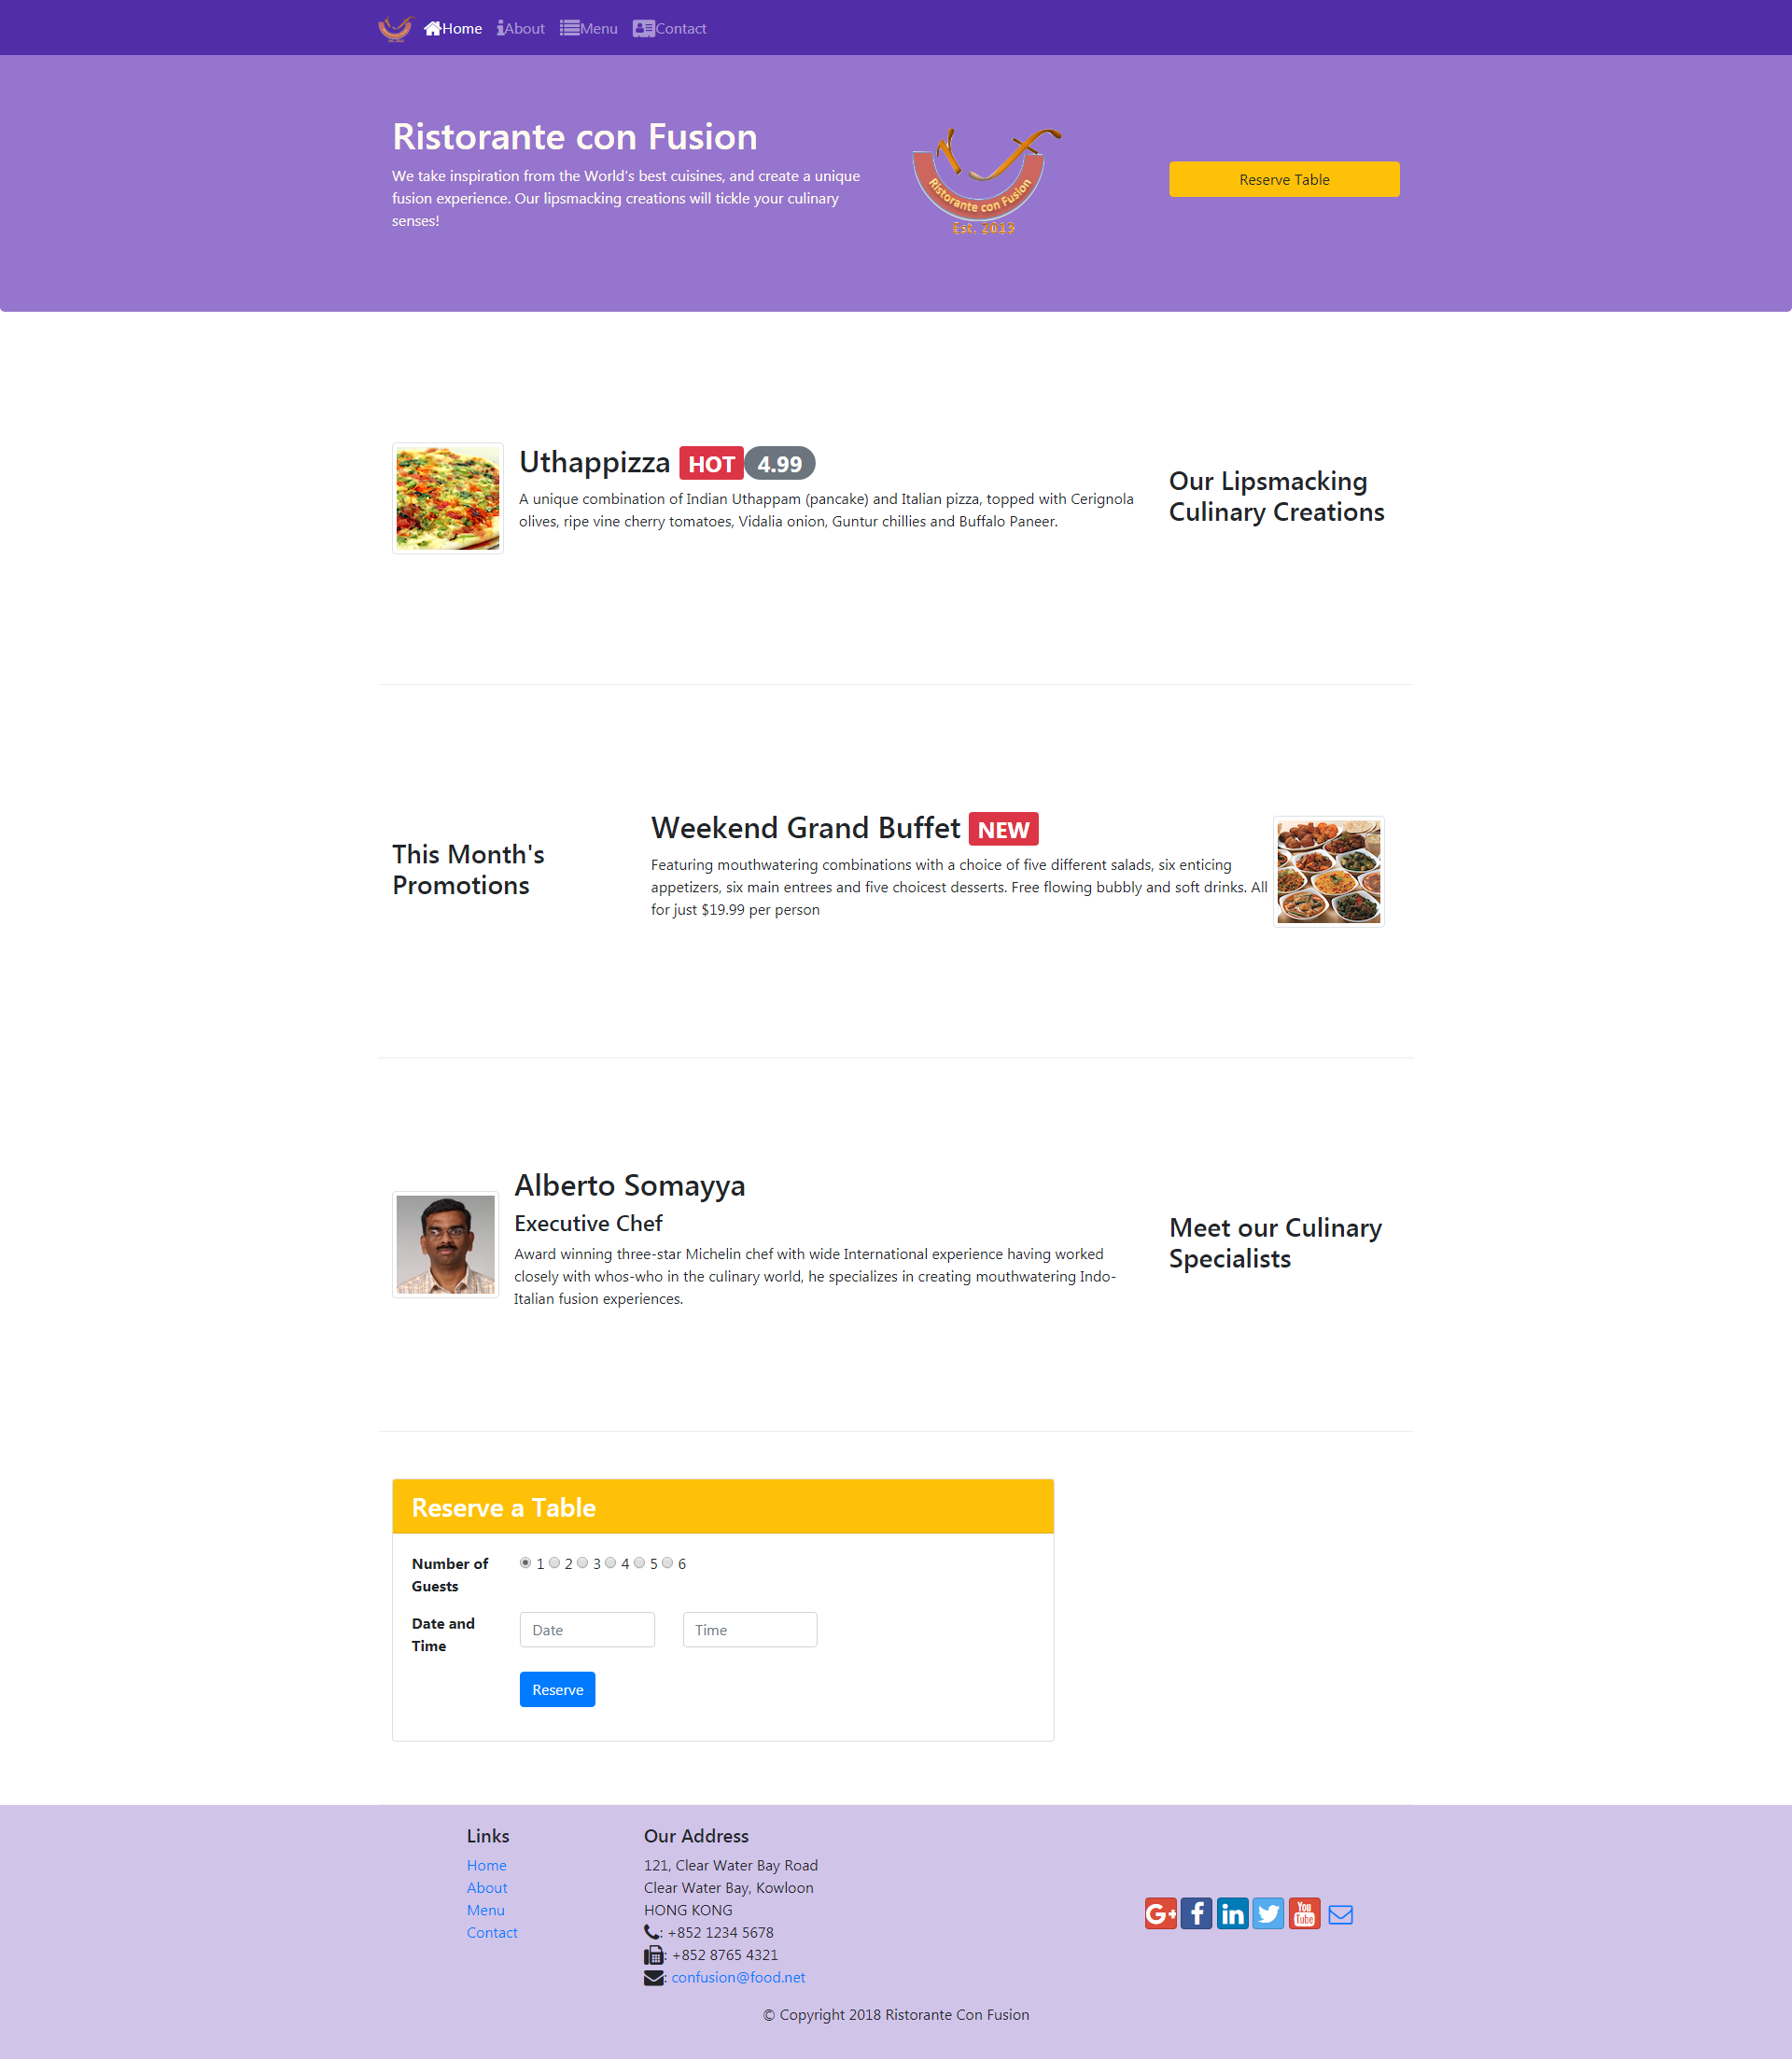 Home About Menu Contact
Ristorante con Fusion
We take inspiration from the World's best cuisines, and create a unique
fusion experience. Our lipsmacking creations will tickle your culinary
senses!
Ristorante con Fusion
Est. 2019
Reserve Table
Uthappizza HOT 4.99
A unique combination of Indian Uthappam (pancake) and Italian pizza, topped with Cerignola
olives, ripe vine cherry tomatoes, Vidalia onion, Guntur chillies and Buffalo Paneer.
Our Lipsmacking
Culinary Creations
This Month's
Promotions
Weekend Grand Buffet NEW
Featuring mouthwatering combinations with a choice of five different salads, six enticing
appetizers, six main entrees and five choicest desserts. Free flowing bubbly and soft drinks. All
for just $19.99 per person
Alberto Somayya
Executive Chef
Award winning three-star Michelin chef with wide International experience having worked
closely with whos-who in the culinary world, he specializes in creating mouthwatering Indo-
Italian fusion experiences.
Meet our Culinary
Specialists
Reserve a Table
Number of
Guests
1 2 3 4 5 6
Date and
Time
Date
Time
Reserve
Links
Home
About
Menu
Contact
Our Address
121, Clear Water Bay Road
Clear Water Bay, Kowloon
HONG KONG
: +852 1234 5678
: +852 8765 4321
: confusion@food.net
G+ f in You
Tube
© Copyright 2018 Ristorante Con Fusion